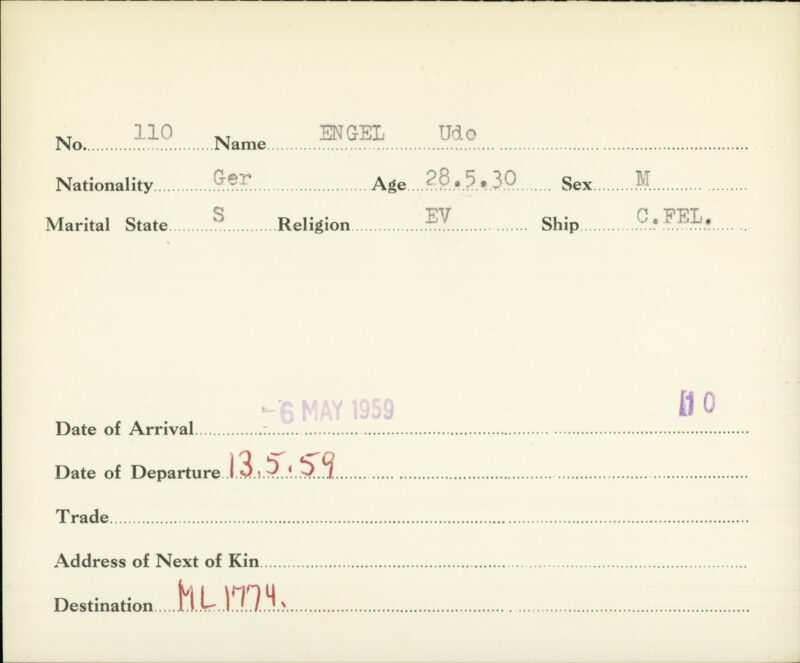 No. 110 Name ENGEL Udo
Nationality Ger Age 28.5.30 Sex M
Marital State S Religion EV Ship C.FEL.
10
Date of Arrival -6 MAY 1959
Date of Departure 13.5.59
Trade
Address of Next of Kin
Destination ML 1774.